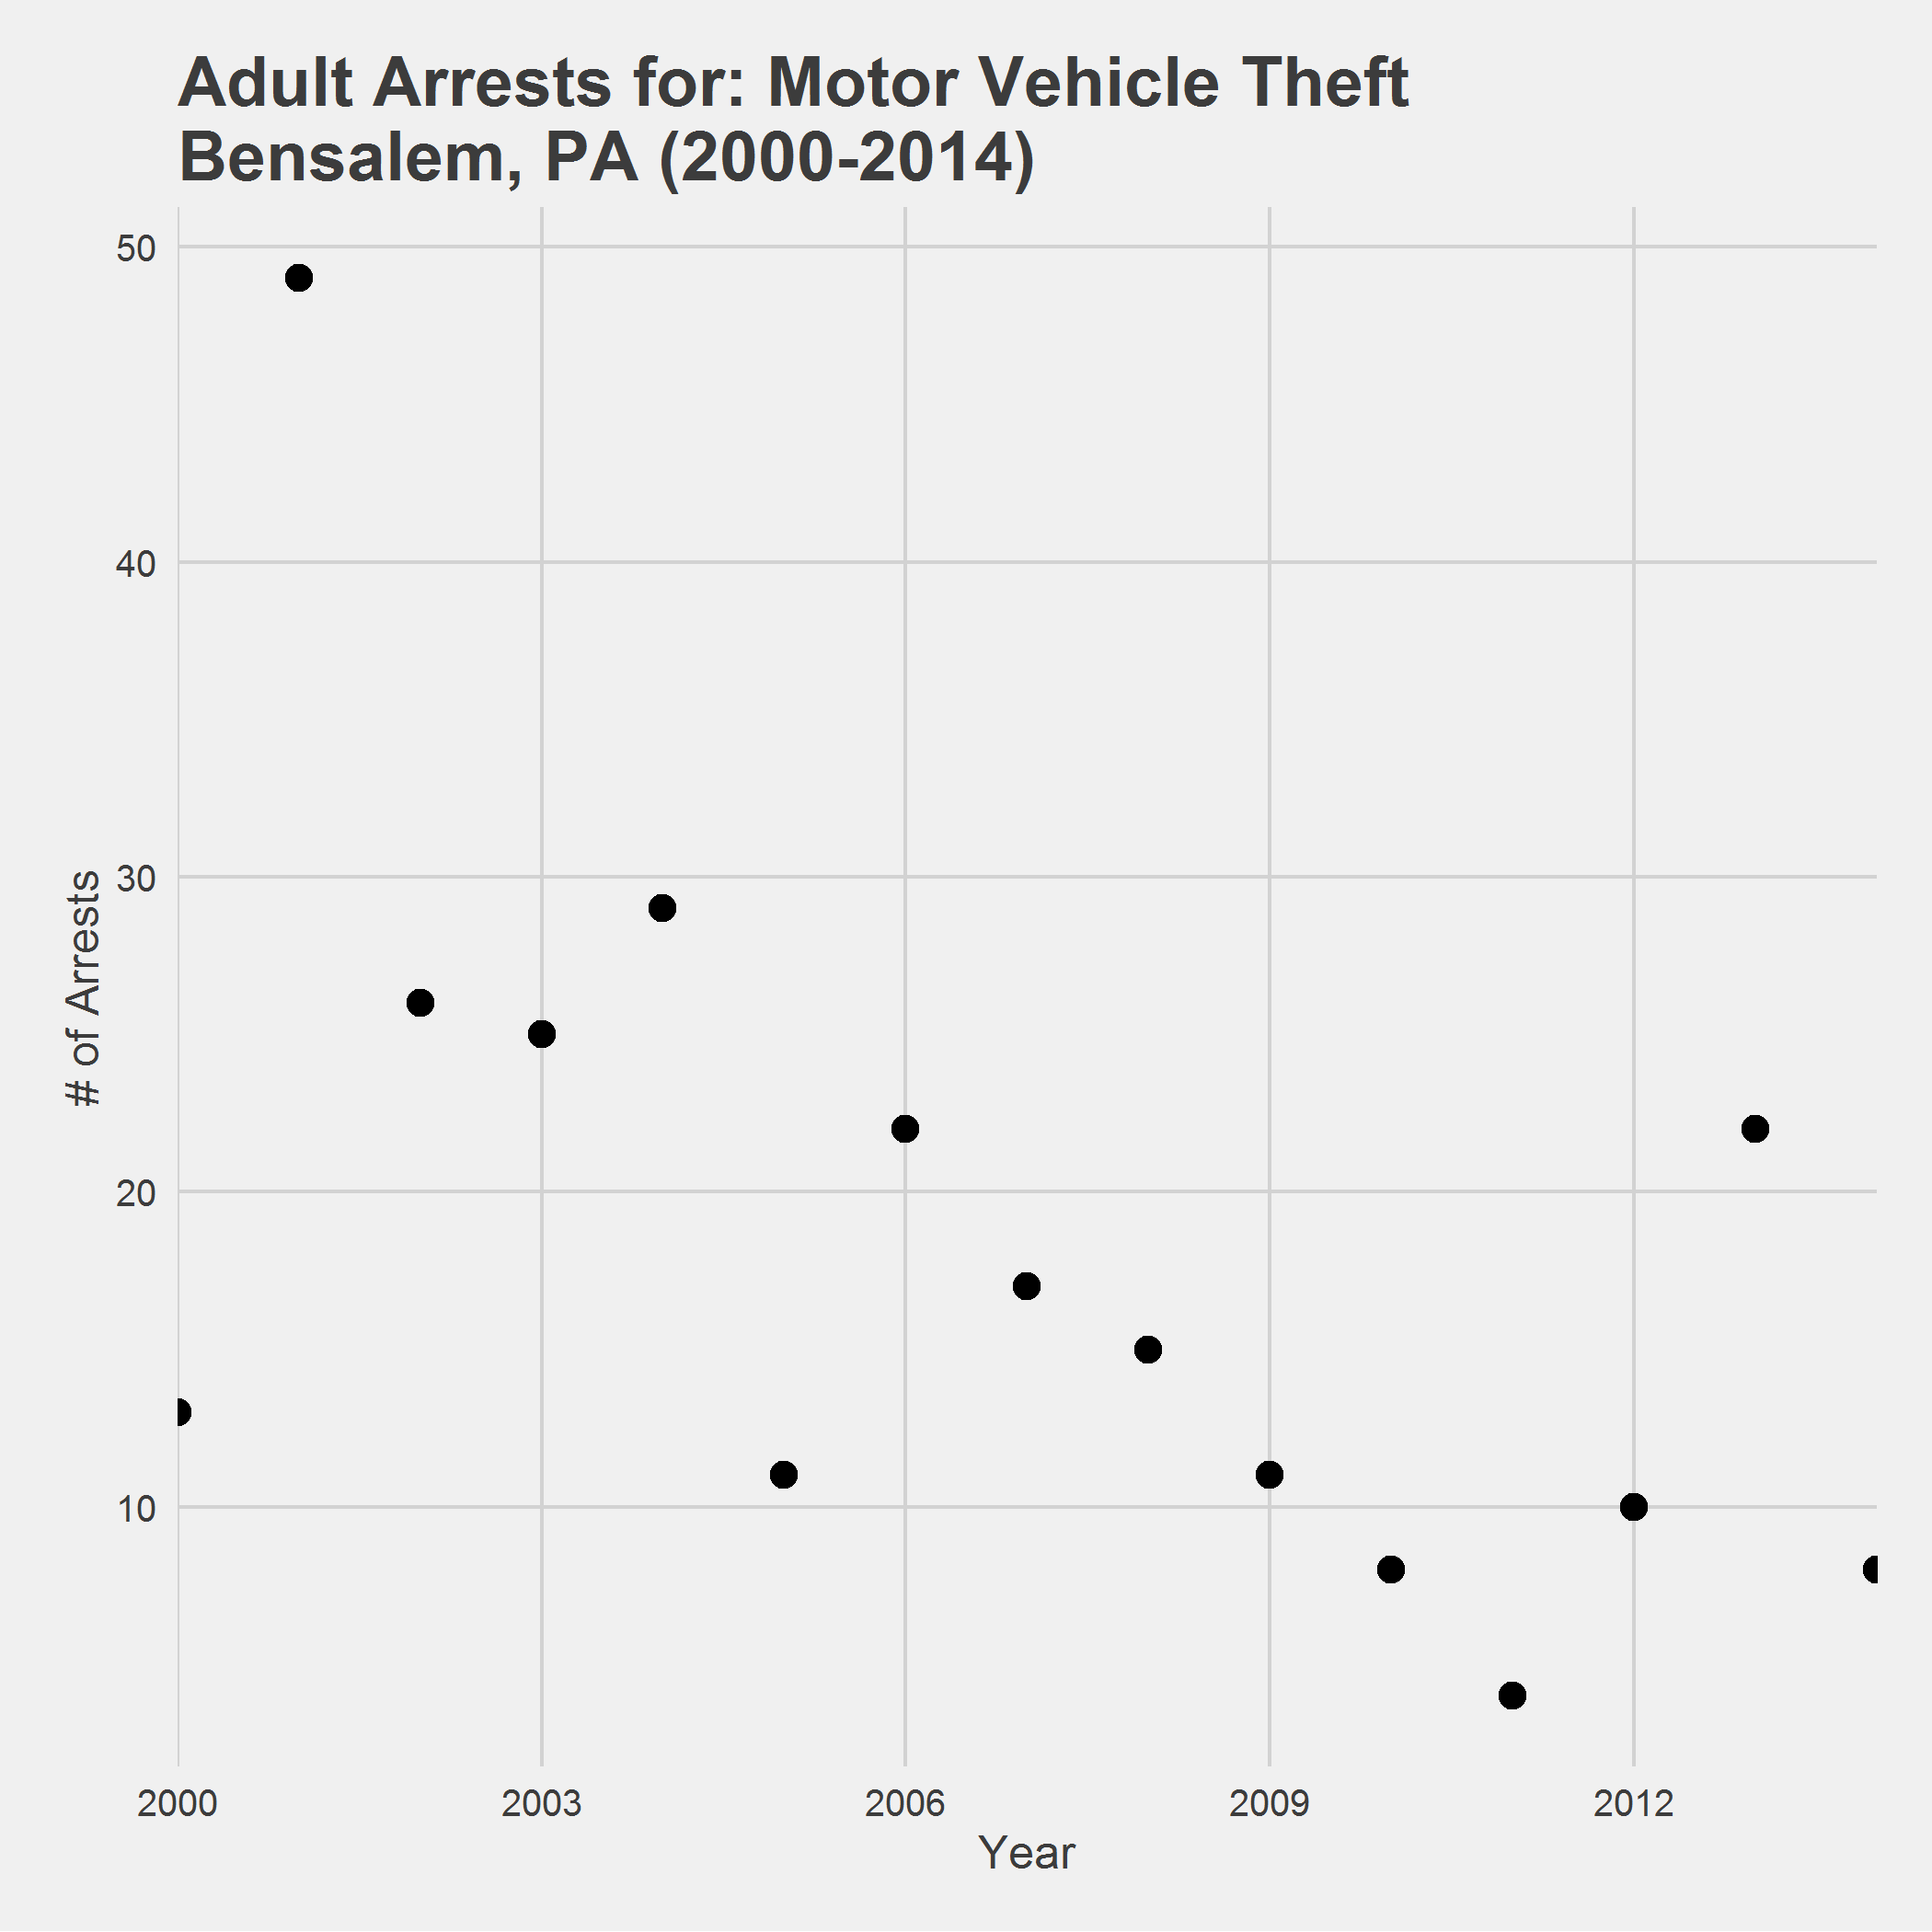 Adult Arrests for: Motor Vehicle Theft
Bensalem, PA (2000-2014)
50
40
30
20
10
# of Arrests
2000
2003
2006
2009
2012
Year